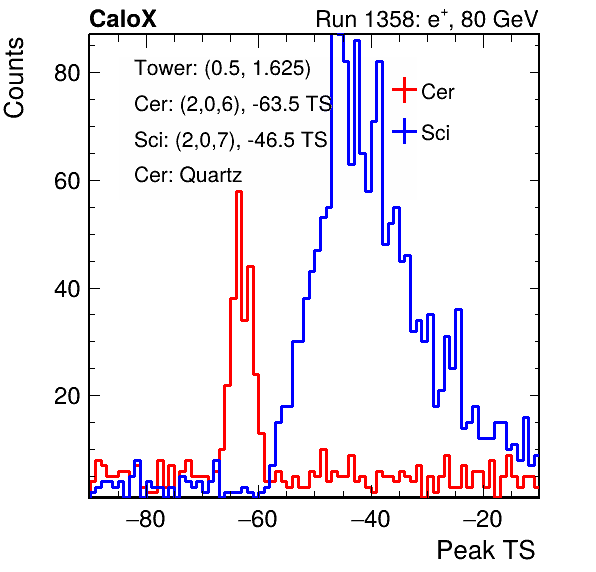 CaloX Run 1358: e⁺, 80 GeV
Counts
Tower: (0.5, 1.625)
Cer: (2,0,6), -63.5 TS
Sci: (2,0,7), -46.5 TS
Cer: Quartz
Cer
Sci
80
60
40
20
−80 −60 −40 −20
Peak TS